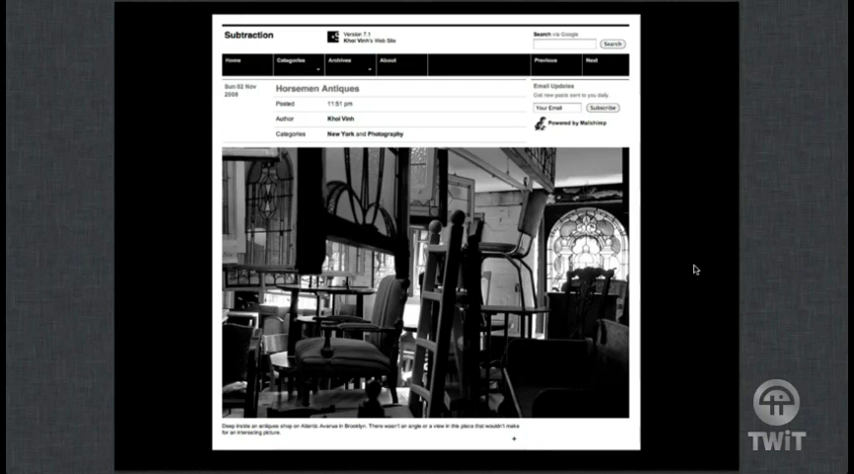 Subtraction
Version 7.1
Khoi Vinh's Web Site
Search via Google
Search
Home
Categories
Archives
About
Previous
Next
Sun 02 Nov
2008
Horsemen Antiques
Posted
11:51 pm
Author
Khoi Vinh
Categories
New York and Photography
Email Updates
Get new posts sent to you daily.
Your Email
Subscribe
Powered by Mailchimp
Deep inside an antiques shop on Atlantic Avenue in Brooklyn. There wasn't an angle or a view in this place that wouldn't make
for an interesting picture.
TWiT